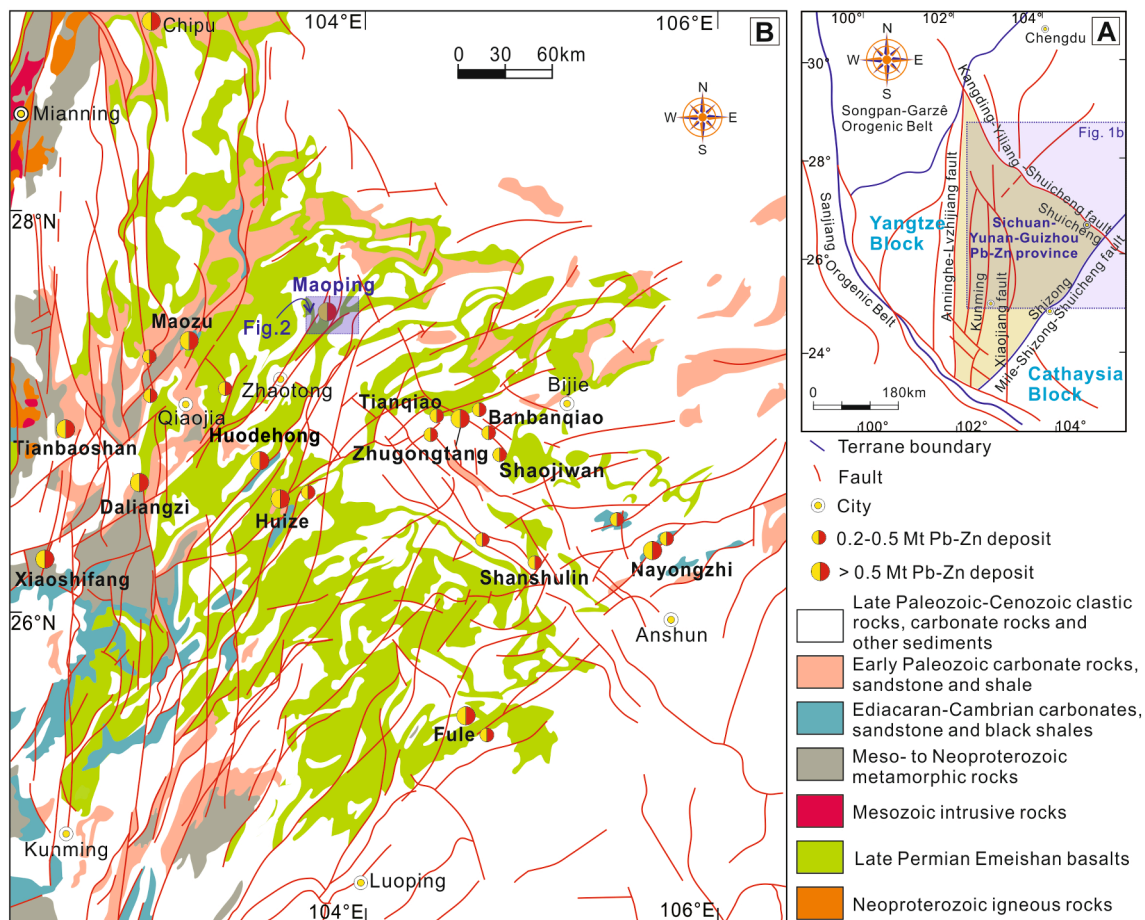 104°E
106°E
B
Chipu
0 30 60km
N
W E
S
Mianning
28°N
Maoping
Fig.2
Maozu
Zhaotong
Qiaojia
Tianqiao
Bijie
Banbanqiao
Tianbaoshan
Huodehong
Zhugongtang
Shaojiwan
Daliangzi
Huize
Xiaoshifang
Shanshulin
Nayongzhi
26°N
Anshun
Fule
Kunming
Luoping
104°E
106°E
100°
102°
104°
A
Chengdu
N
W E
S
30°
Songpan-Garzê
Orogenic Belt
Kangding-Yiliang -Shuicheng fault
Fig. 1b
28°
Sanjiang Orogenic Belt
Anninghe-Lvzhijiang fault
Yangtze
Block
Shuicheng
Sichuan-
Yunan-Guizhou
Pb-Zn province
26°
Kunming
Xiaojiang fault
Shizong
Mile-Shizong-Shuicheng fault
24°
Cathaysia
Block
0 180km
100°
102°
104°
Terrane boundary
Fault
City
0.2-0.5 Mt Pb-Zn deposit
> 0.5 Mt Pb-Zn deposit
Late Paleozoic-Cenozoic clastic
rocks, carbonate rocks and
other sediments
Early Paleozoic carbonate rocks,
sandstone and shale
Ediacaran-Cambrian carbonates,
sandstone and black shales
Meso- to Neoproterozoic
metamorphic rocks
Mesozoic intrusive rocks
Late Permian Emeishan basalts
Neoproterozoic igneous rocks